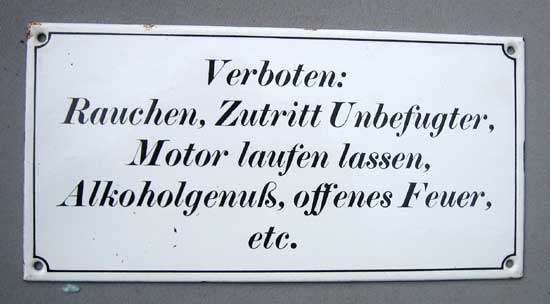 Verboten:
Rauchen, Zutritt Unbefugter,
Motor laufen lassen,
Alkoholgenuß, offenes Feuer,
etc.